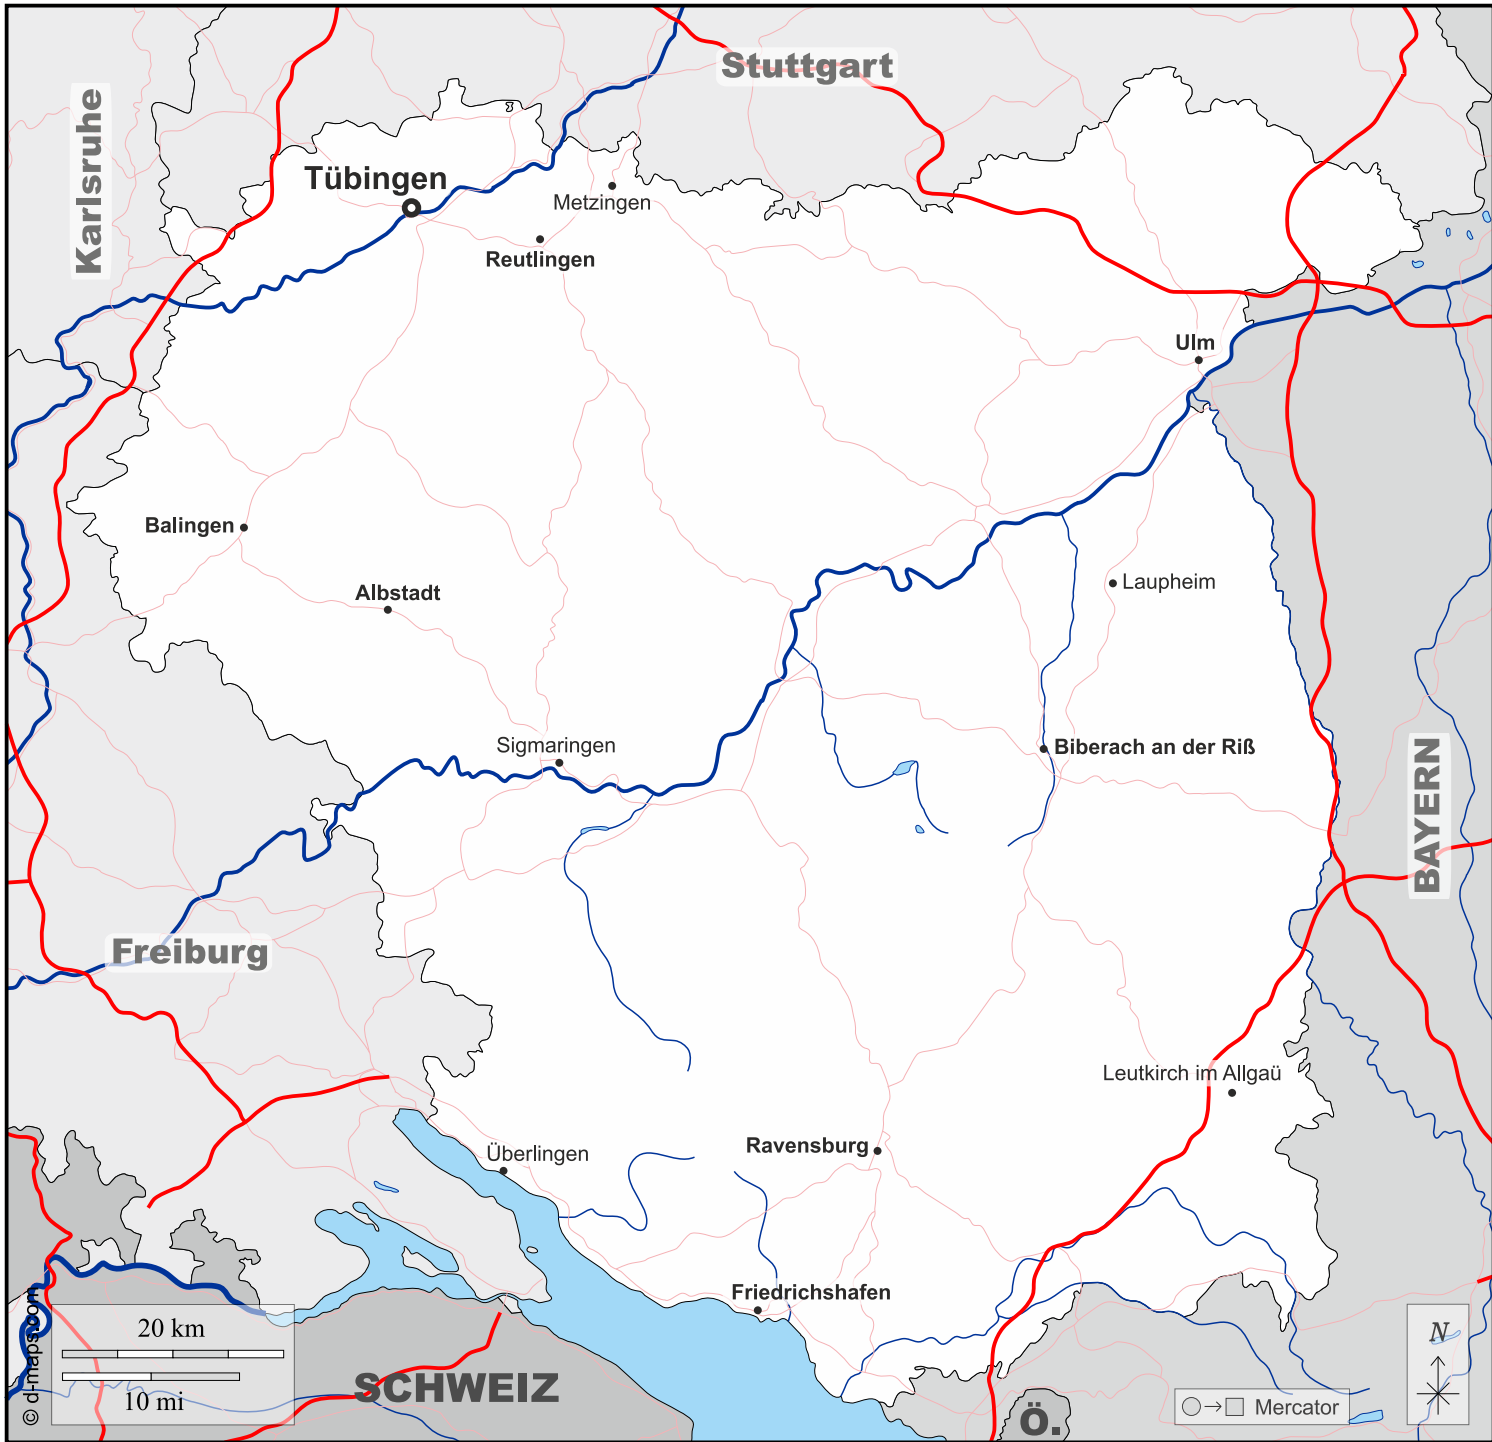 Stuttgart
Karlsruhe
Tübingen
Metzingen
Reutlingen
Ulm
Balingen
Albstadt
Laupheim
Sigmaringen
Biberach an der Riß
BAYERN
Freiburg
Leutkirch im Allgaü
Ravensburg
Überlingen
Friedrichshafen
© d-maps.com
20 km
10 mi
SCHWEIZ
Ö.
Mercator
N